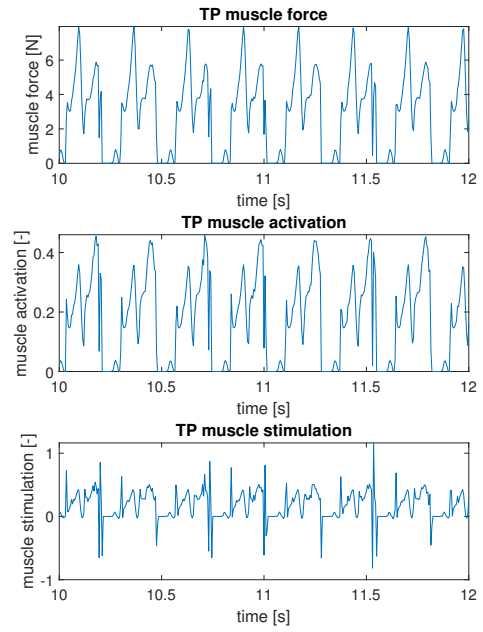 TP muscle force
muscle force [N]
6
4
2
0
10 10.5 11 11.5 12
time [s]
TP muscle activation
muscle activation [-]
0.4
0.2
0
10 10.5 11 11.5 12
time [s]
TP muscle stimulation
muscle stimulation [-]
1
0
-1
10 10.5 11 11.5 12
time [s]